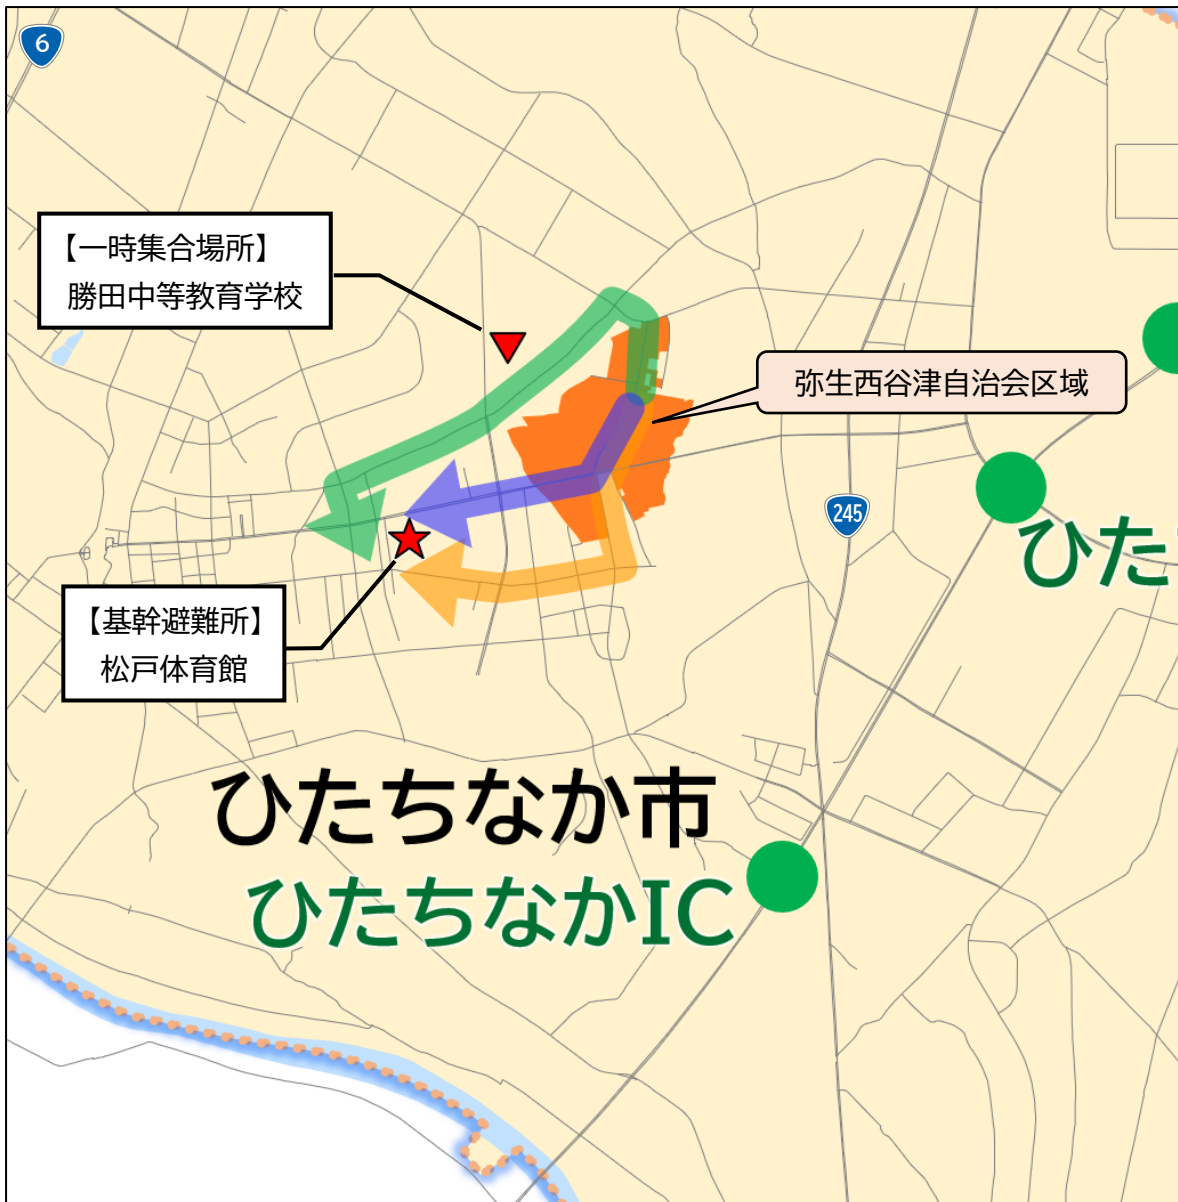 6
【一時集合場所】
勝田中等教育学校
弥生西谷津自治会区域
245
ひた
【基幹避難所】
松戸体育館
ひたちなか市
ひたちなかIC